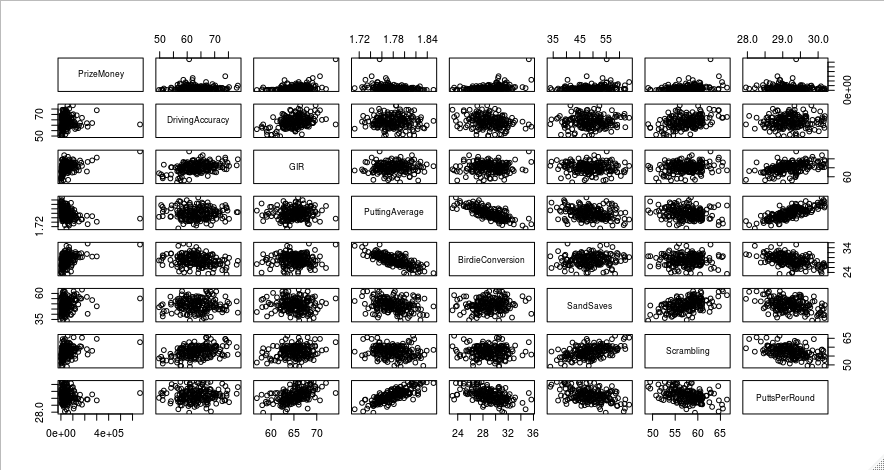 50 60 70 1.72 1.78 1.84 35 45 55 28.0 29.0 30.0
PrizeMoney
0e+00
50 70
DrivingAccuracy
GIR
60
1.72
PuttingAverage
BirdieConversion
24 34
35 60
SandSaves
Scrambling
50 65
28.0
PuttsPerRound
0e+00 4e+05 60 65 70 24 28 32 36 50 55 60 65